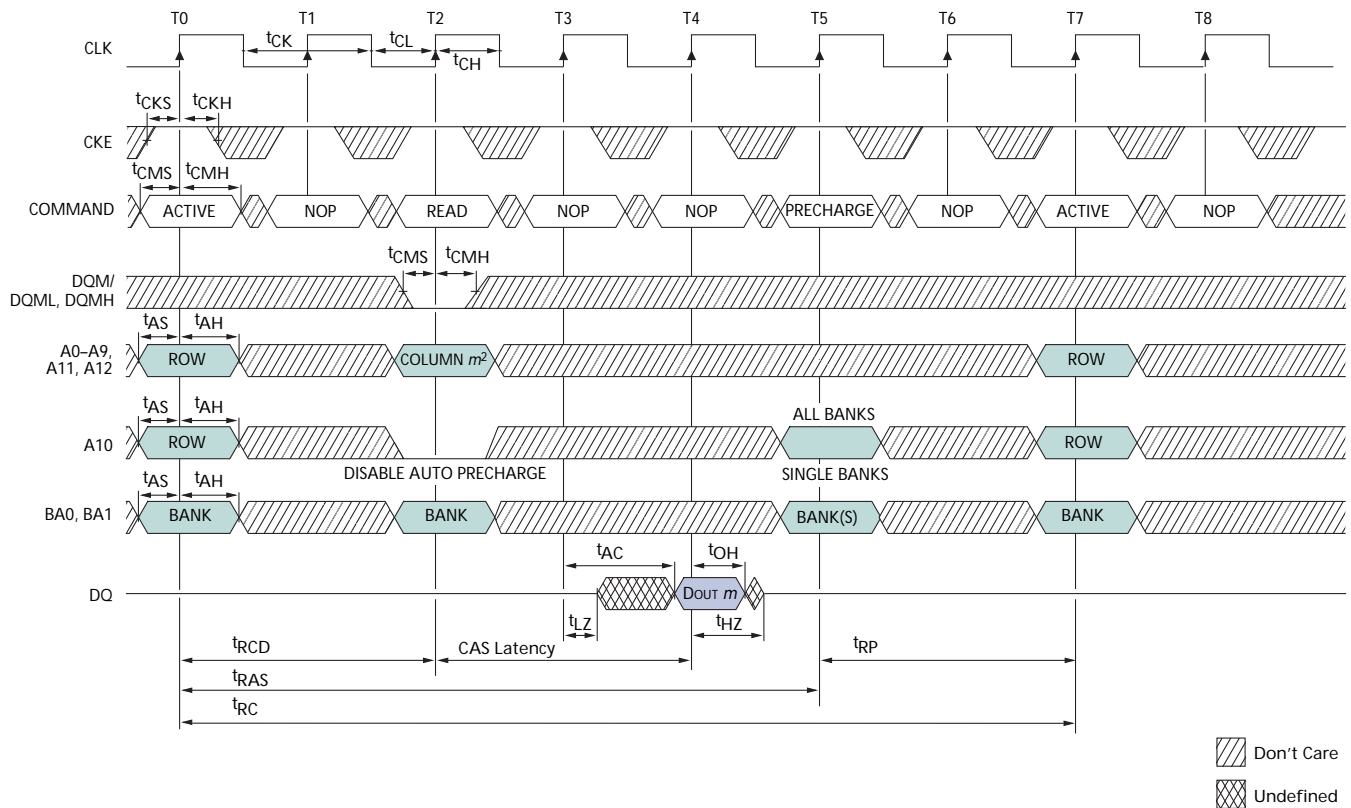 T0 T1 T2 T3 T4 T5 T6 T7 T8
CLK tCK tCL tCH
tCKS tCKH
CKE
tCMS tCMH
COMMAND ACTIVE NOP READ NOP NOP PRECHARGE NOP ACTIVE NOP
tCMS tCMH
DQM/
DQML, DQMH
tAS tAH
A0–A9,
A11, A12 ROW COLUMN m2 ROW
tAS tAH ALL BANKS
A10 ROW ROW
DISABLE AUTO PRECHARGE SINGLE BANKS
tAS tAH
BA0, BA1 BANK BANK BANK(S) BANK
tAC tOH
DQ DOUT m
tLZ tHZ
tRCD CAS Latency tRP
tRAS
tRC
Don't Care
Undefined